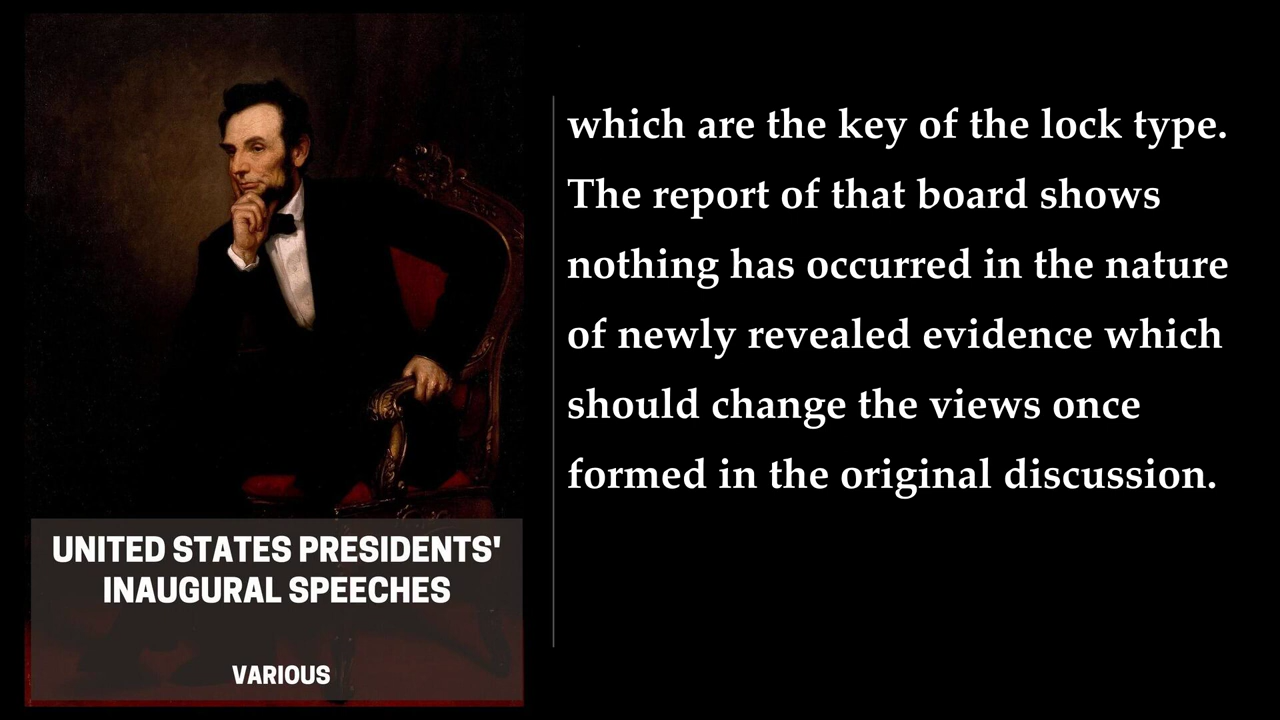 which are the key of the lock type.
The report of that board shows
nothing has occurred in the nature
of newly revealed evidence which
should change the views once
formed in the original discussion.
UNITED STATES PRESIDENTS'
INAUGURAL SPEECHES
VARIOUS